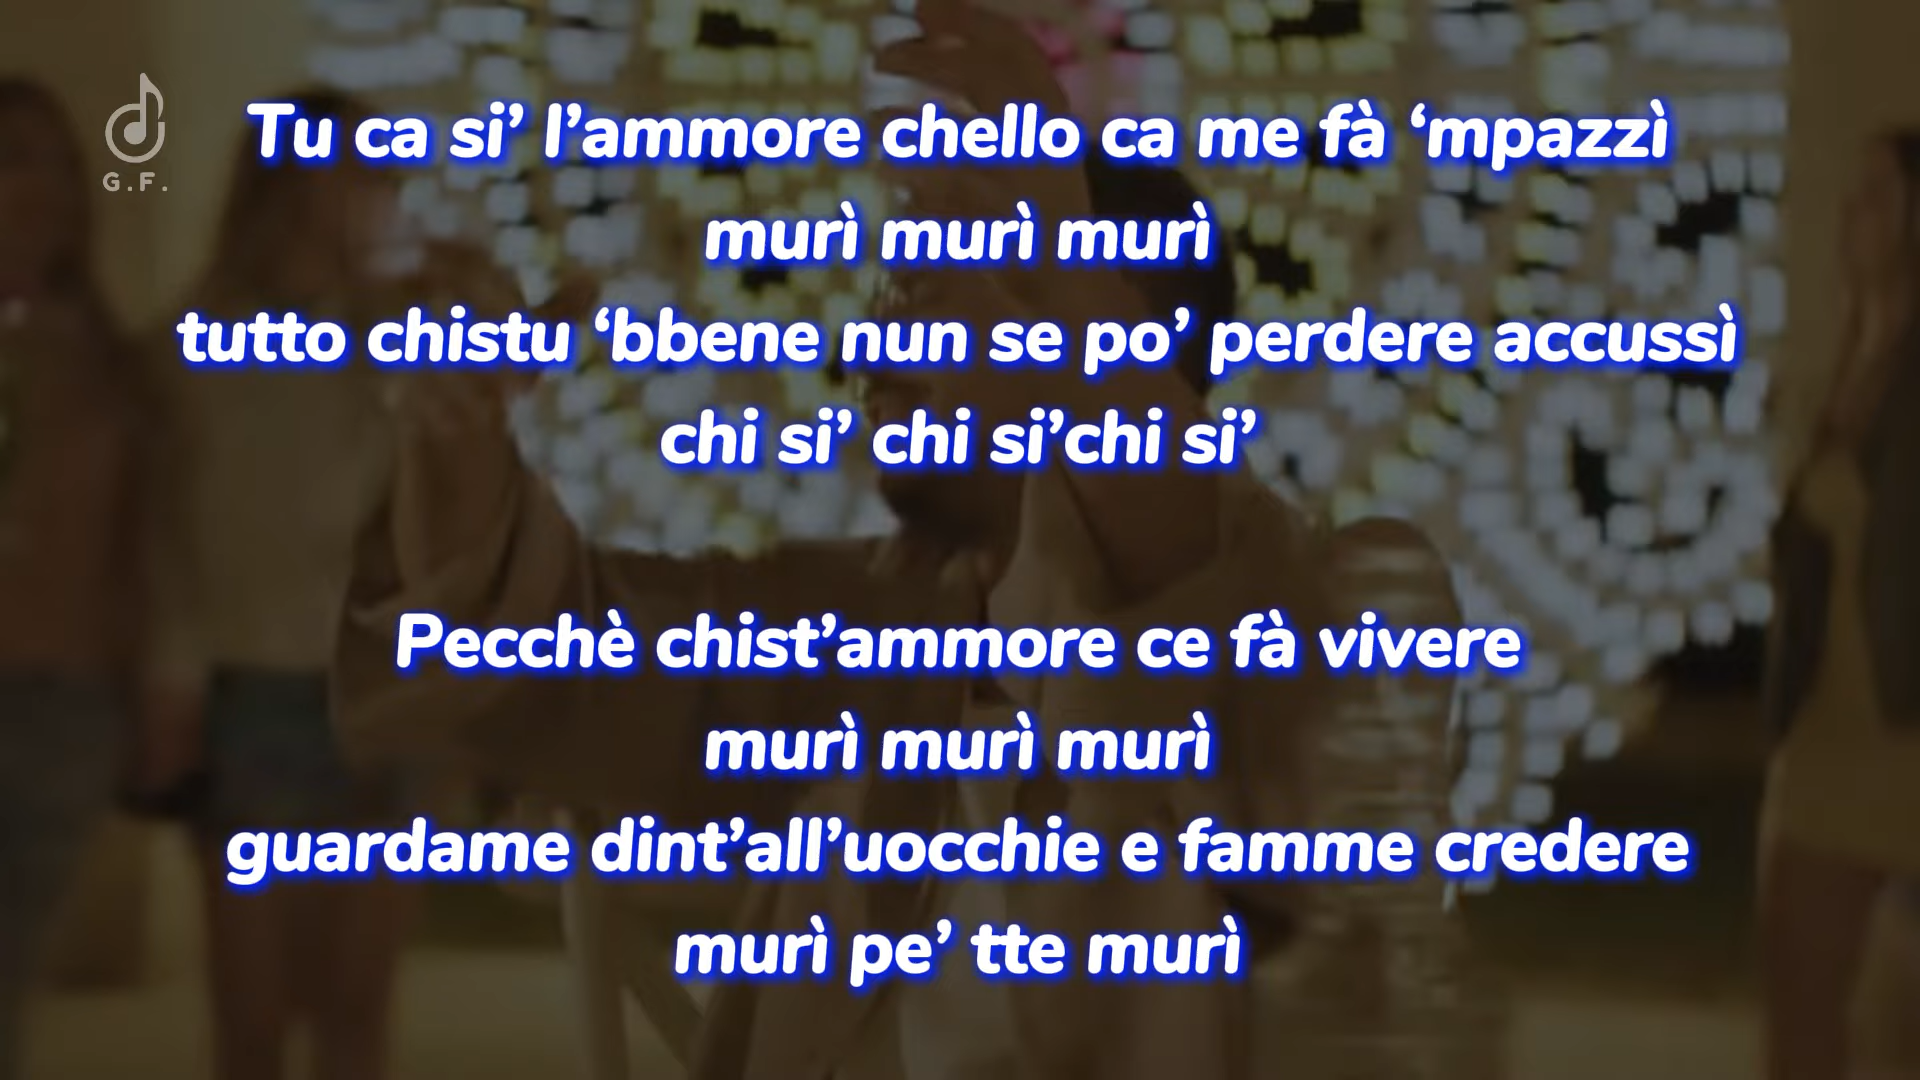 G.F.
Tu ca si’ l’ammore chello ca me fà ‘mpazzì
murì murì murì
tutto chistu ‘bbene nun se po’ perdere accussì
chi si’ chi si’chi si’
Pecchè chist’ammore ce fà vivere
murì murì murì
guardame dint’all’uocchie e famme credere
murì pe’ tte murì